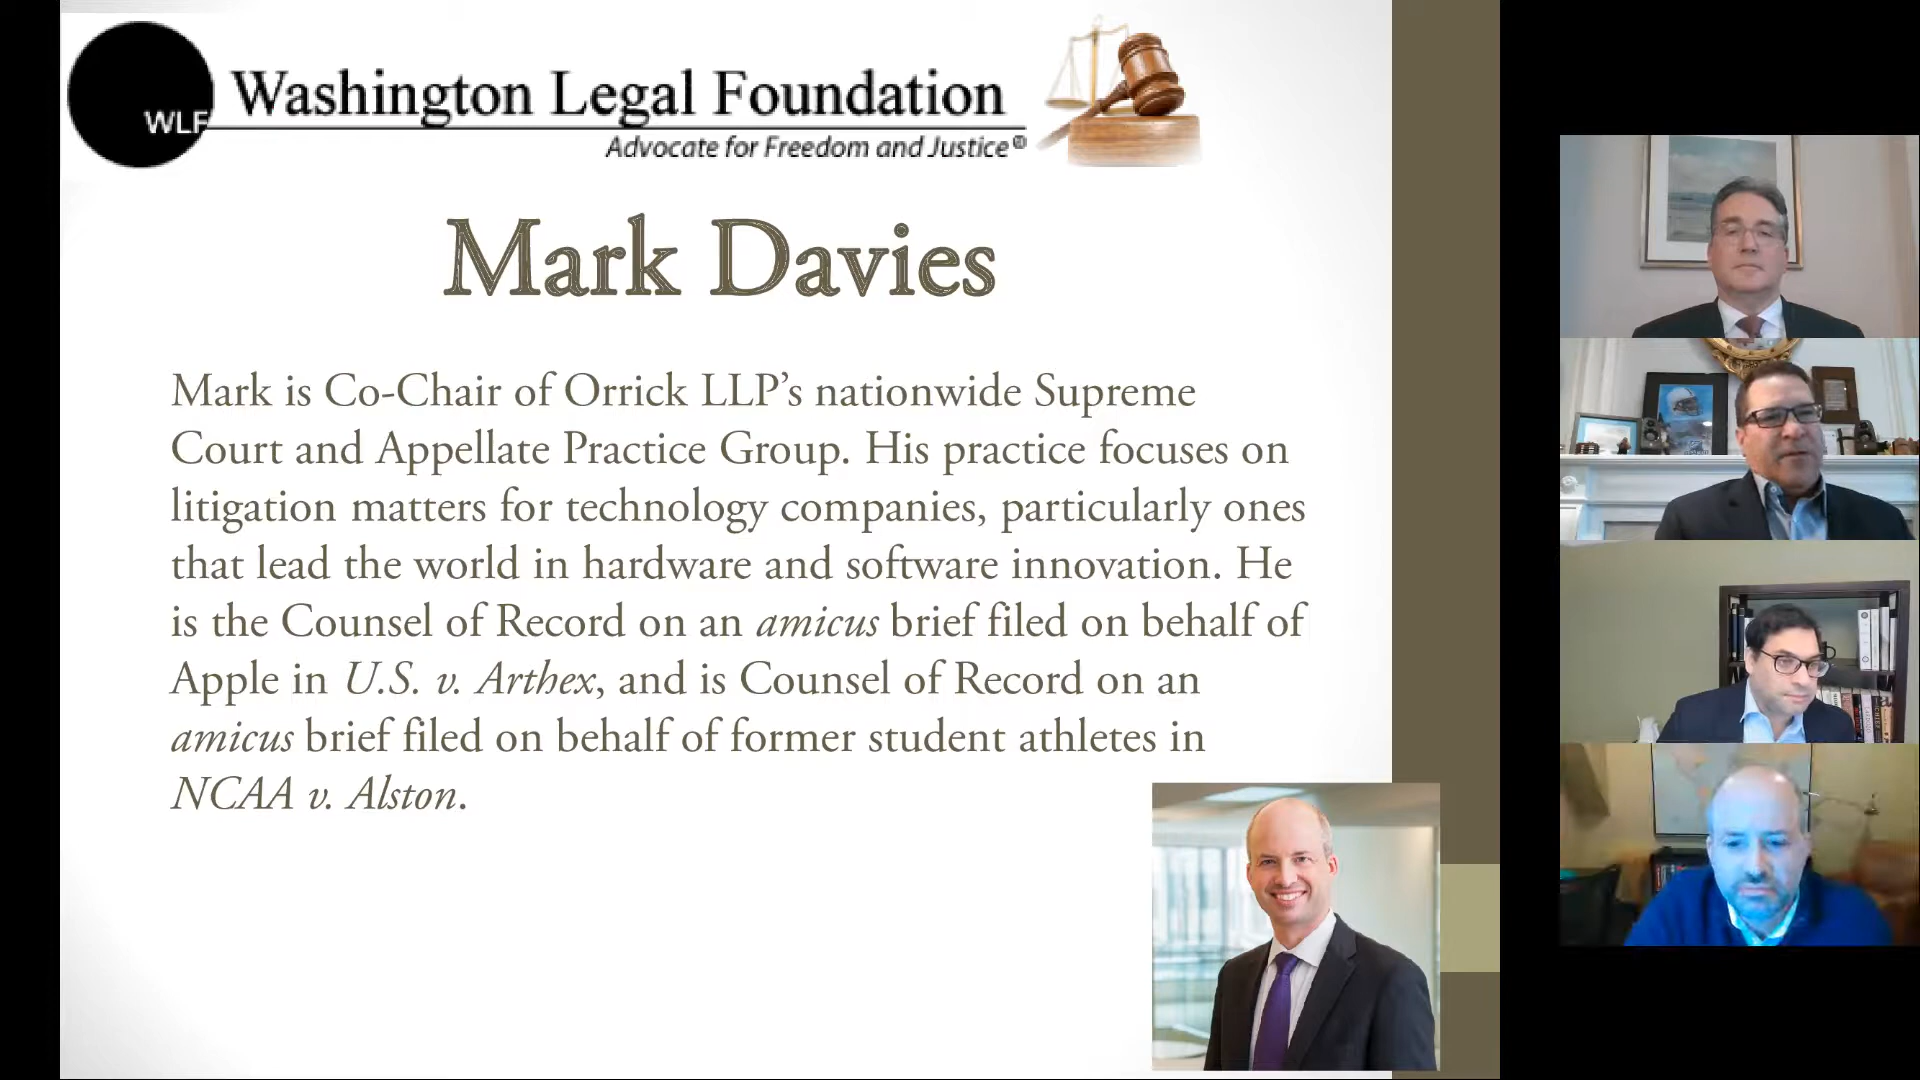 WLF
Washington Legal Foundation
Advocate for Freedom and Justice®
Mark Davies
Mark is Co-Chair of Orrick LLP’s nationwide Supreme
Court and Appellate Practice Group. His practice focuses on
litigation matters for technology companies, particularly ones
that lead the world in hardware and software innovation. He
is the Counsel of Record on an amicus brief filed on behalf of
Apple in U.S. v. Arthex, and is Counsel of Record on an
amicus brief filed on behalf of former student athletes in
NCAA v. Alston.